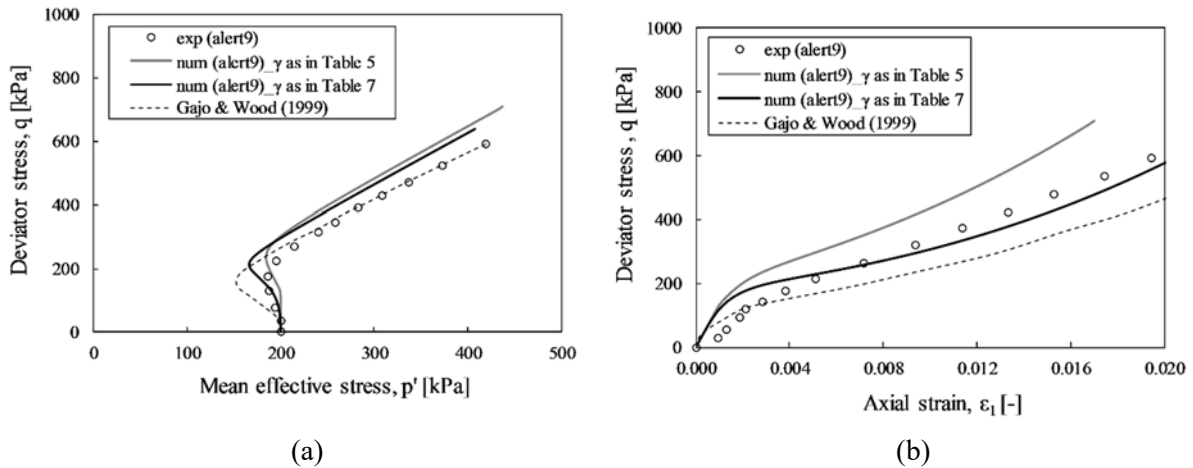 1000
800
600
400
200
0
Deviator stress, q [kPa]
exp (alert9)
num (alert9)_γ as in Table 5
num (alert9)_γ as in Table 7
Gajo & Wood (1999)
0 100 200 300 400 500
Mean effective stress, p' [kPa]
(a)
1000
800
600
400
200
0
Deviator stress, q [kPa]
exp (alert9)
num (alert9)_γ as in Table 5
num (alert9)_γ as in Table 7
Gajo & Wood (1999)
0.000 0.004 0.008 0.012 0.016 0.020
Axial strain, ε₁ [-]
(b)